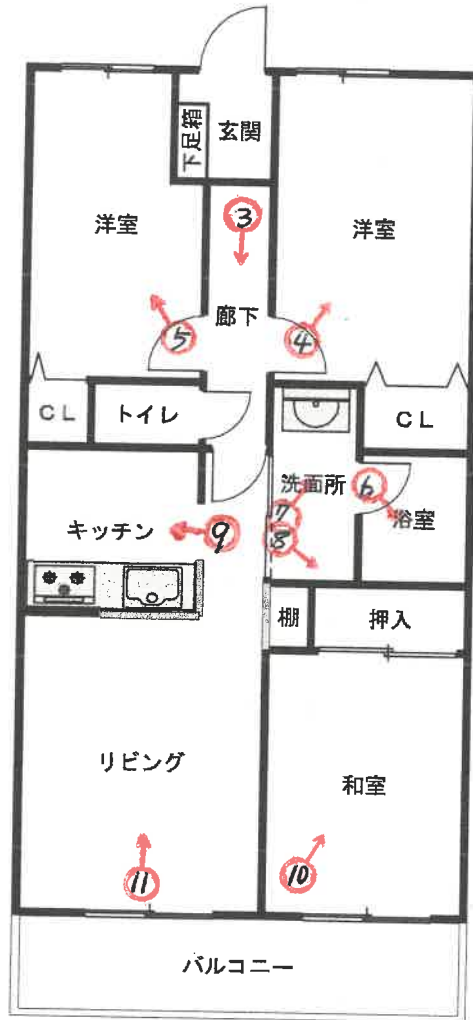 下足箱
玄関
③
洋室
洋室
廊下
⑤
④
CL
トイレ
CL
洗面所
⑥
⑦
浴室
キッチン
⑨
⑧
棚
押入
リビング
和室
⑪
⑩
バルコニー